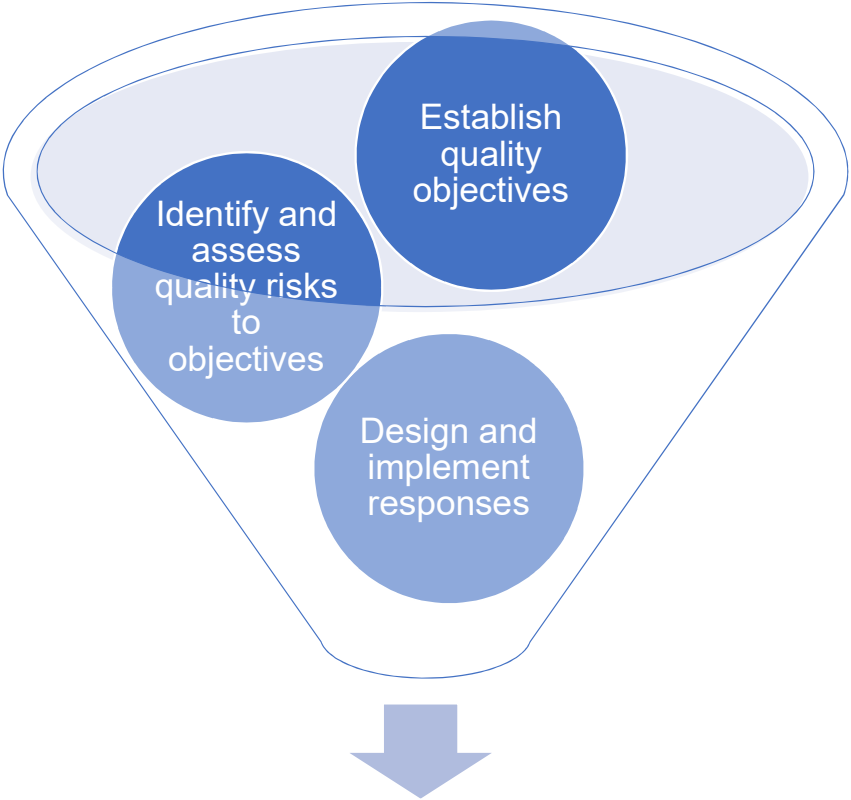 Establish
quality
objectives
Identify and
assess
quality risks
to
objectives
Design and
implement
responses